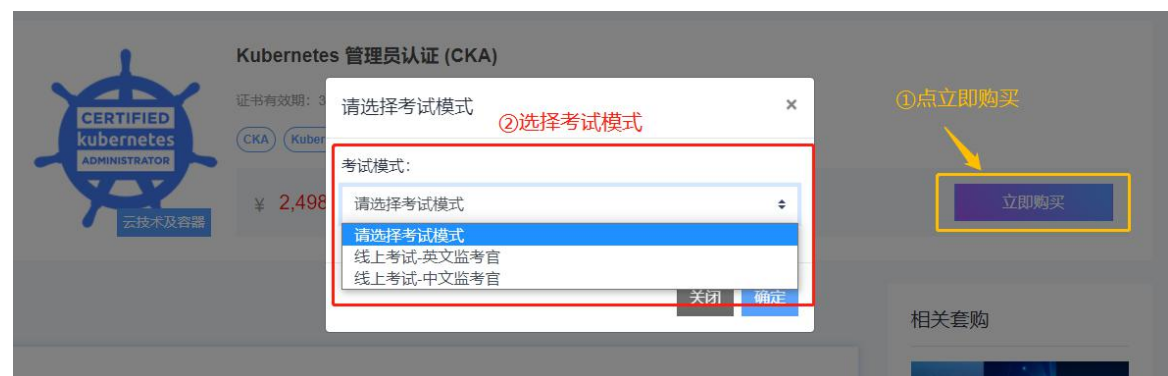 Kubernetes 管理员认证 (CKA)
证书有效期：3
CKA Kuber
¥ 2,498
CERTIFIED
kubernetes
ADMINISTRATOR
云技术及容器
请选择考试模式 ×
②选择考试模式
考试模式：
请选择考试模式
请选择考试模式
线上考试-英文监考官
线上考试-中文监考官
关闭 确定
①点立即购买
立即购买
相关套购